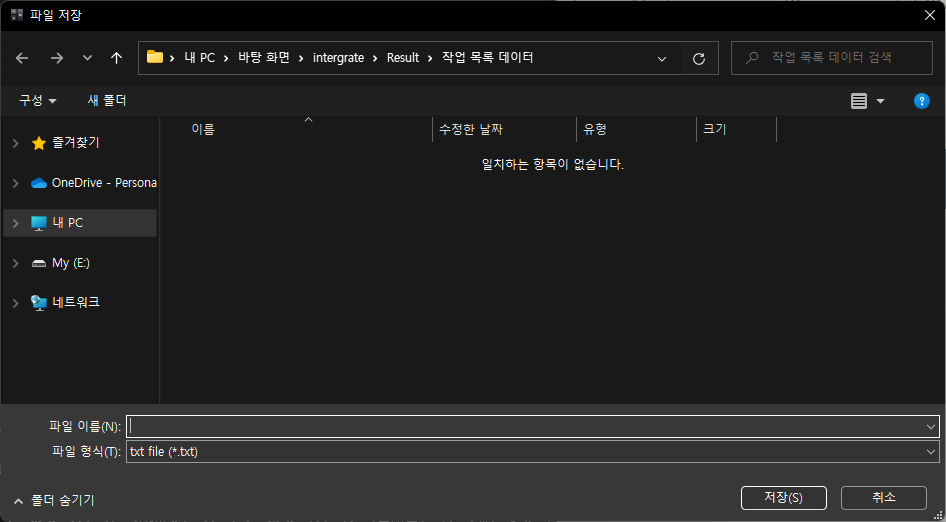 파일 저장
내 PC › 바탕 화면 › intergrate › Result › 작업 목록 데이터
작업 목록 데이터 검색
구성 새 폴더
이름 수정한 날짜 유형 크기
일치하는 항목이 없습니다.
즐겨찾기
OneDrive - Persona
내 PC
My (E:)
네트워크
파일 이름(N):
파일 형식(T): txt file (*.txt)
폴더 숨기기
저장(S) 취소